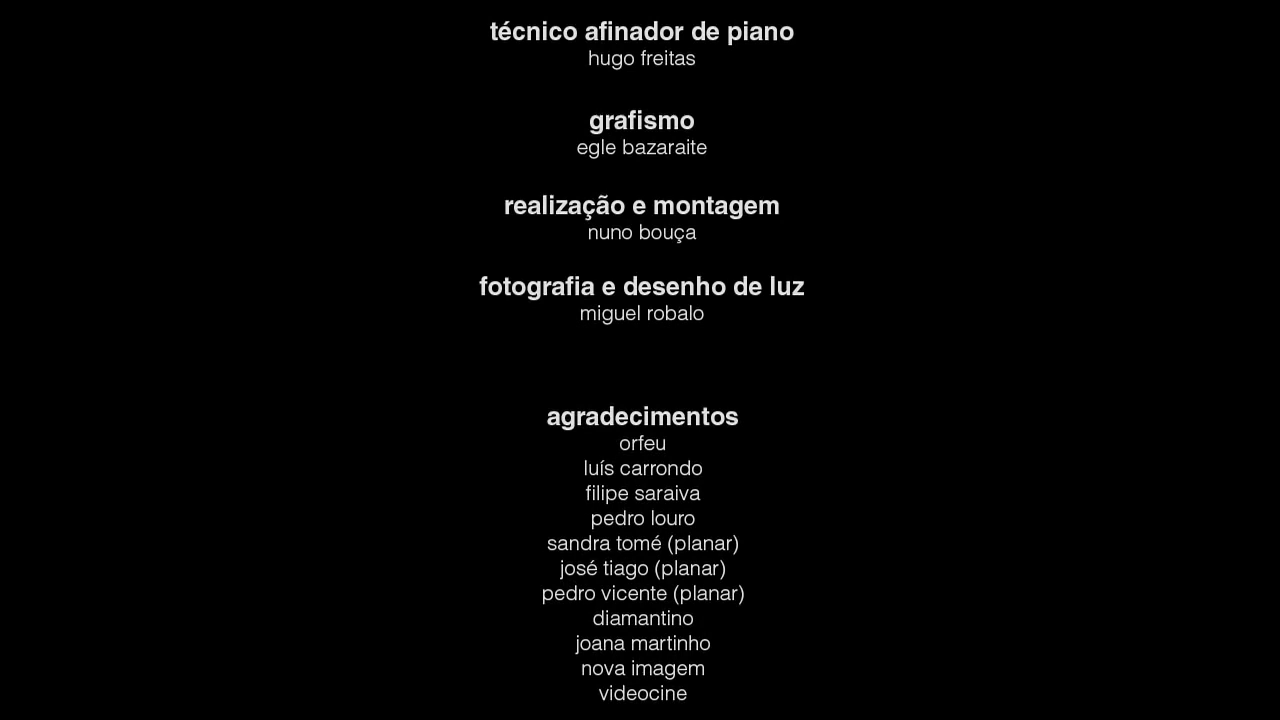 técnico afinador de piano
hugo freitas
grafismo
egle bazaraite
realização e montagem
nuno bouça
fotografia e desenho de luz
miguel robalo
agradecimentos
orfeu
luís carrondo
filipe saraiva
pedro louro
sandra tomé (planar)
josé tiago (planar)
pedro vicente (planar)
diamantino
joana martinho
nova imagem
videocine